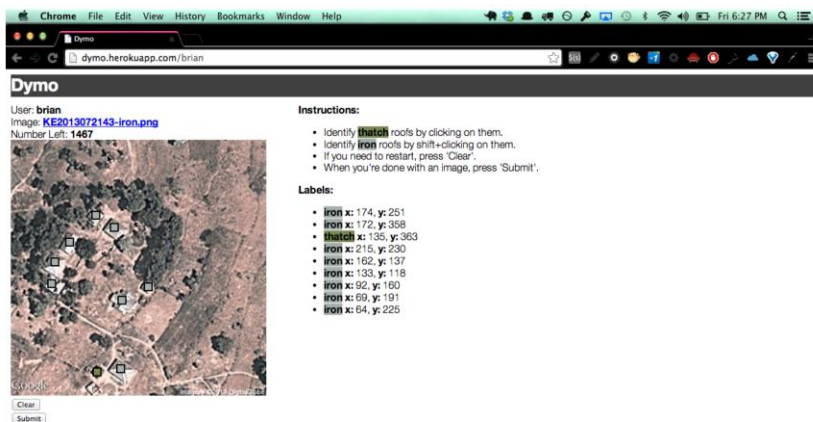 Chrome File Edit View History Bookmarks Window Help
Fri 6:27 PM
Dymo
dymo.herokuapp.com/brian
Dymo
User: brian
Image: KE2013072143-iron.png
Number Left: 1467
Google
Clear
Submit
Instructions:
• Identify thatch roofs by clicking on them.
• Identify iron roofs by shift+clicking on them.
• If you need to restart, press 'Clear'.
• When you're done with an image, press 'Submit'.
Labels:
• iron x: 174, y: 251
• iron x: 172, y: 358
• thatch x: 135, y: 363
• iron x: 215, y: 230
• iron x: 162, y: 137
• iron x: 133, y: 118
• iron x: 92, y: 160
• iron x: 69, y: 191
• iron x: 64, y: 225